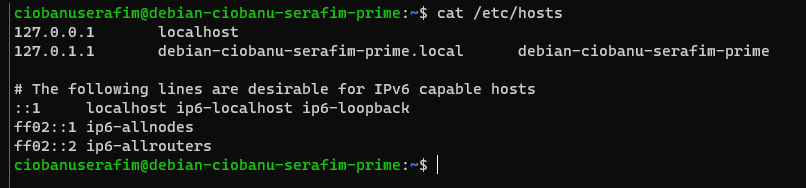 ciobanuserafim@debian-ciobanu-serafim-prime:~$ cat /etc/hosts
127.0.0.1       localhost
127.0.1.1       debian-ciobanu-serafim-prime.local      debian-ciobanu-serafim-prime

# The following lines are desirable for IPv6 capable hosts
::1     localhost ip6-localhost ip6-loopback
ff02::1 ip6-allnodes
ff02::2 ip6-allrouters
ciobanuserafim@debian-ciobanu-serafim-prime:~$